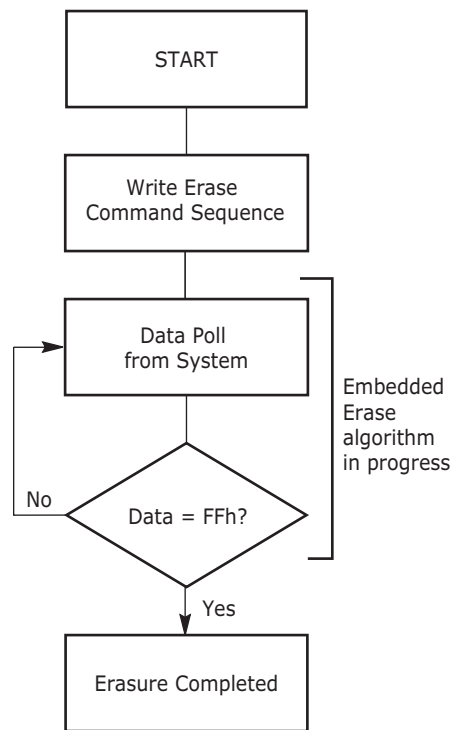 START
Write Erase
Command Sequence
Data Poll
from System
Embedded
Erase
algorithm
in progress
No
Data = FFh?
Yes
Erasure Completed